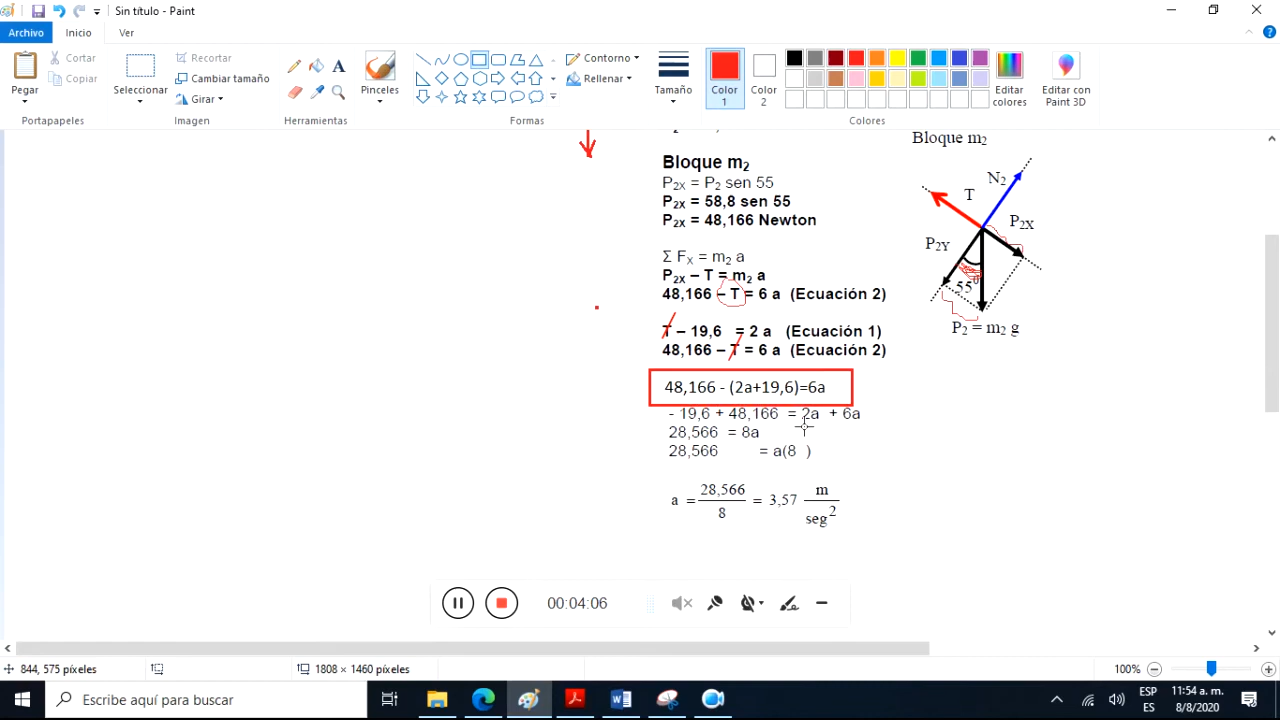 Sin título - Paint
Archivo Inicio Ver
Pegar
Cortar
Copiar
Portapapeles
Seleccionar
Recortar
Cambiar tamaño
Girar
Imagen
A
Herramientas
Pinceles
Contorno
Rellenar
Formas
Tamaño
Color 1
Color 2
Editar colores
Editar con Paint 3D
Colores
Bloque m2
P2X = P2 sen 55
P2X = 58,8 sen 55
P2X = 48,166 Newton
Σ FX = m2 a
P2X – T = m2 a
48,166 – T = 6 a (Ecuación 2)
T – 19,6 = 2 a (Ecuación 1)
48,166 – T = 6 a (Ecuación 2)
48,166 - (2a+19,6)=6a
- 19,6 + 48,166 = 2a + 6a
28,566 = 8a
28,566 = a(8 )
a = 28,566 / 8 = 3,57 m / seg2
Bloque m2
N2
T
P2X
P2Y
55⁰
P2 = m2 g
00:04:06
844, 575 píxeles
1808 × 1460 píxeles
100%
Escribe aquí para buscar
ESP
ES
11:54 a. m.
8/8/2020